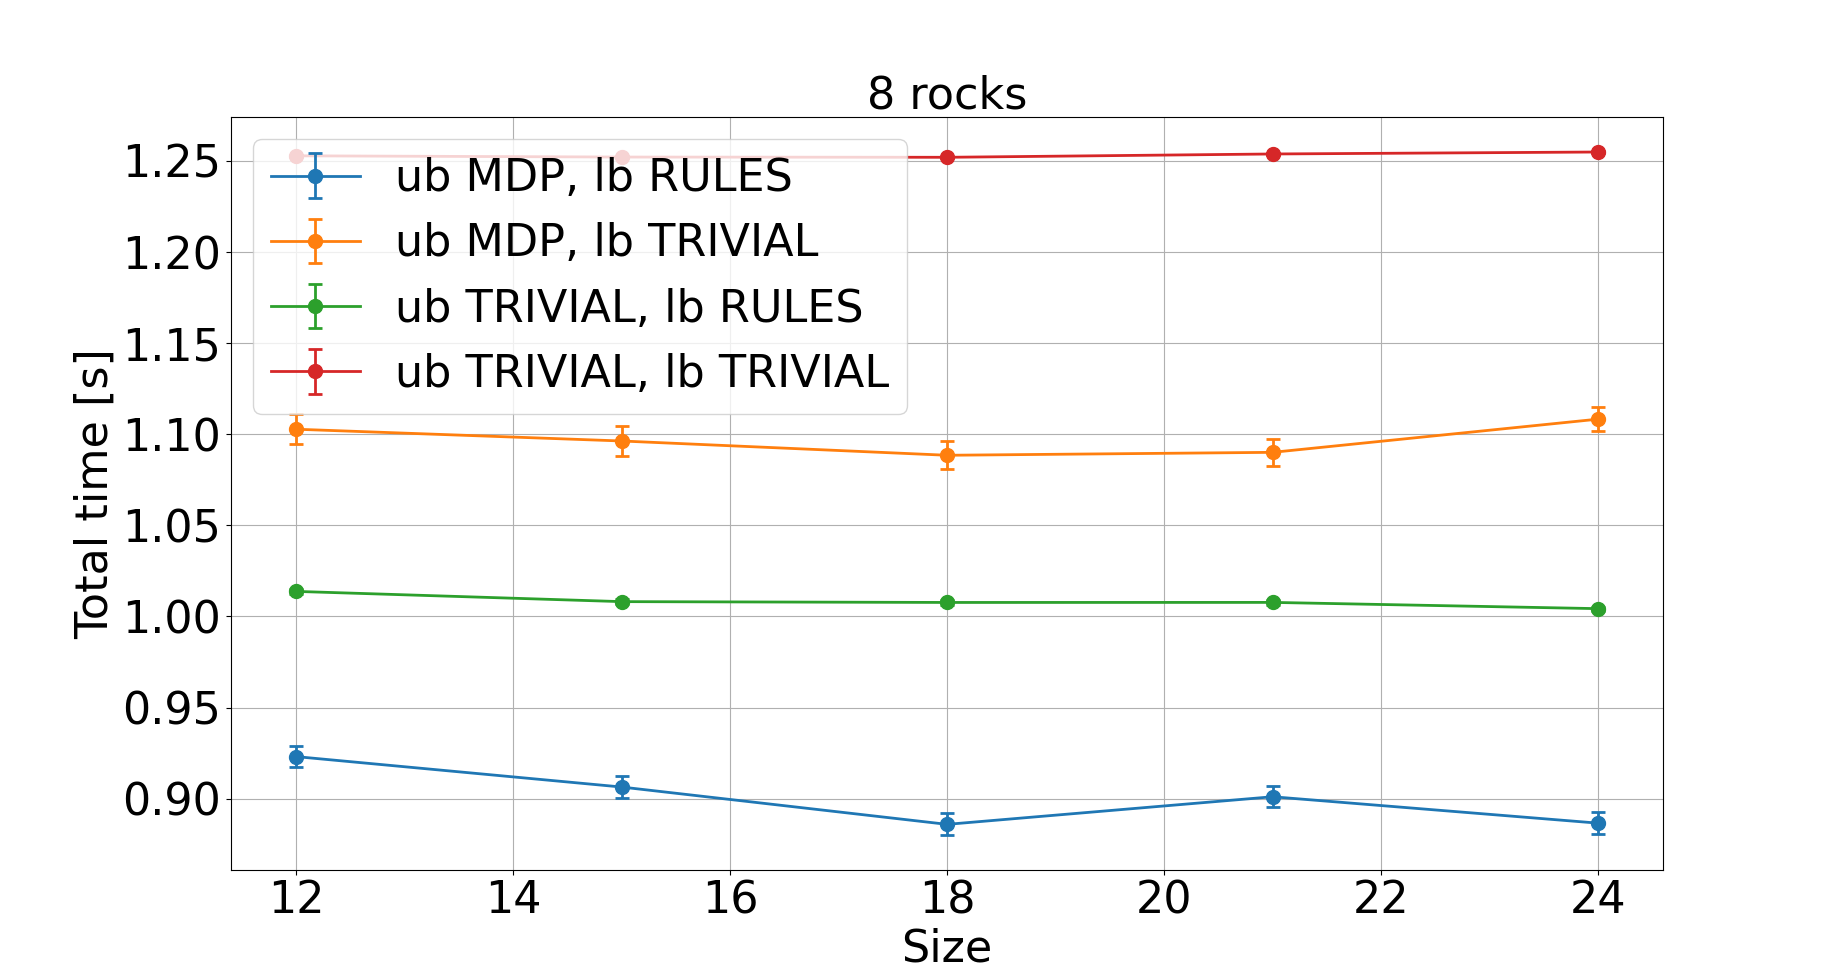 8 rocks
1.25
1.20
1.15
1.10
1.05
1.00
0.95
0.90
Total time [s]
ub MDP, lb RULES
ub MDP, lb TRIVIAL
ub TRIVIAL, lb RULES
ub TRIVIAL, lb TRIVIAL
12 14 16 18 20 22 24
Size